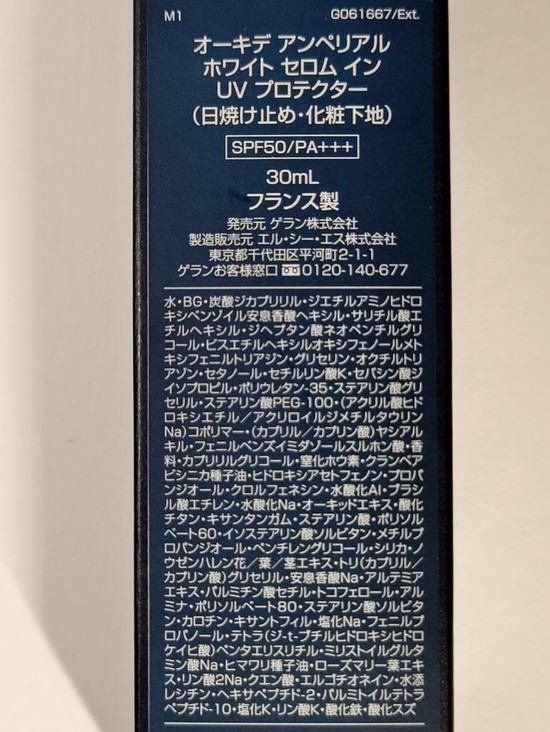 M1
G061667/Ext.
オーキデ アンペリアル
ホワイト セロム イン
UV プロテクター
(日焼け止め・化粧下地)
SPF50/PA+++
30mL
フランス製
発売元 ゲラン株式会社
製造販売元 エル・シー・エス株式会社
東京都千代田区平河町2-1-1
ゲランお客様窓口 0120-140-677
水・BG・炭酸ジカプリリル・ジエチルアミノヒドロ
キシベンゾイル安息香酸ヘキシル・サリチル酸エ
チルヘキシル・ジヘプタン酸ネオペンチルグリ
コール・ビスエチルヘキシルオキシフェノールメト
キシフェニルトリアジン・グリセリン・オクチルトリ
アゾン・セタノール・セチルリン酸K・セバシン酸ジ
イソプロピル・ポリウレタン-35・ステアリン酸グリ
セリル・ステアリン酸PEG-100・(アクリル酸ヒド
ロキシエチル/アクリロイルジメチルタウリン
Na)コポリマー・(カプリル/カプリン酸)ヤシアル
キル・フェニルベンズイミダゾールスルホン酸・香
料・カプリリルグリコール・窒化ホウ素・クランベア
ビシニカ種子油・ヒドロキシアセトフェノン・プロパ
ンジオール・クロルフェネシン・水酸化Al・ブラシ
ル酸エチレン・水酸化Na・オーキッドエキス・酸化
チタン・キサンタンガム・ステアリン酸・ポリソル
ベート60・イソステアリン酸ソルビタン・メチルプ
ロパンジオール・ペンチレングリコール・シリカ・ノ
ウゼンハレン花/葉/茎エキス・トリ(カプリル/
カプリン酸)グリセリル・安息香酸Na・アルテミア
エキス・パルミチン酸セチル・トコフェロール・アル
ミナ・ポリソルベート80・ステアリン酸ソルビタ
ン・カロチン・キサントフィル・塩化Na・フェニルプ
ロパノール・テトラ(ジ-t-ブチルヒドロキシヒドロ
ケイヒ酸)ペンタエリスリチル・ミリストイルグルタ
ミン酸Na・ヒマワリ種子油・ローズマリー葉エキ
ス・リン酸2Na・クエン酸・エルゴチオネイン・水添
レシチン・ヘキサペプチド-2・パルミトイルテトラ
ペプチド-10・塩化K・リン酸K・酸化鉄・酸化スズ